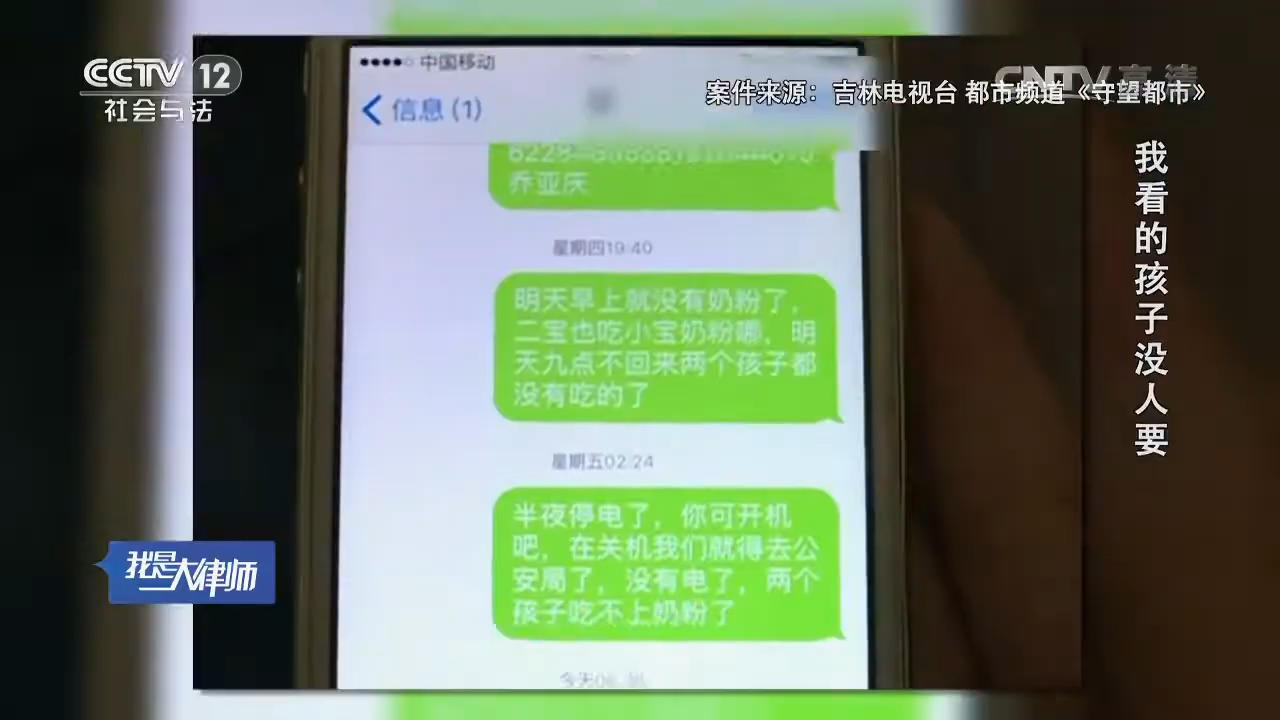 CCTV 12
社会与法
CNTV 高清
案件来源：吉林电视台 都市频道《守望都市》
我看的孩子没人要
中国移动
信息 (1)
乔亚庆
星期四19:40
明天早上就没有奶粉了，
二宝也吃小宝奶粉哪，明
天九点不回来两个孩子都
没有吃的了
星期五02:24
半夜停电了，你可开机
吧，在关机我们就得去公
安局了，没有电了，两个
孩子吃不上奶粉了
我是大律师